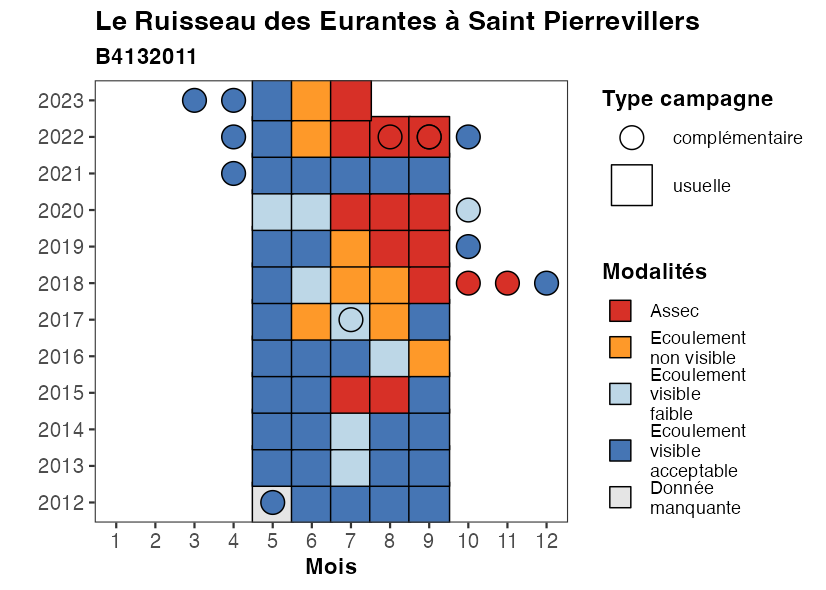 Le Ruisseau des Eurantes à Saint Pierrevillers
B4132011
2023
2022
2021
2020
2019
2018
2017
2016
2015
2014
2013
2012
1 2 3 4 5 6 7 8 9 10 11 12
Mois
Type campagne
complémentaire
usuelle
Modalités
Assec
Ecoulement
non visible
Ecoulement
visible
faible
Ecoulement
visible
acceptable
Donnée
manquante